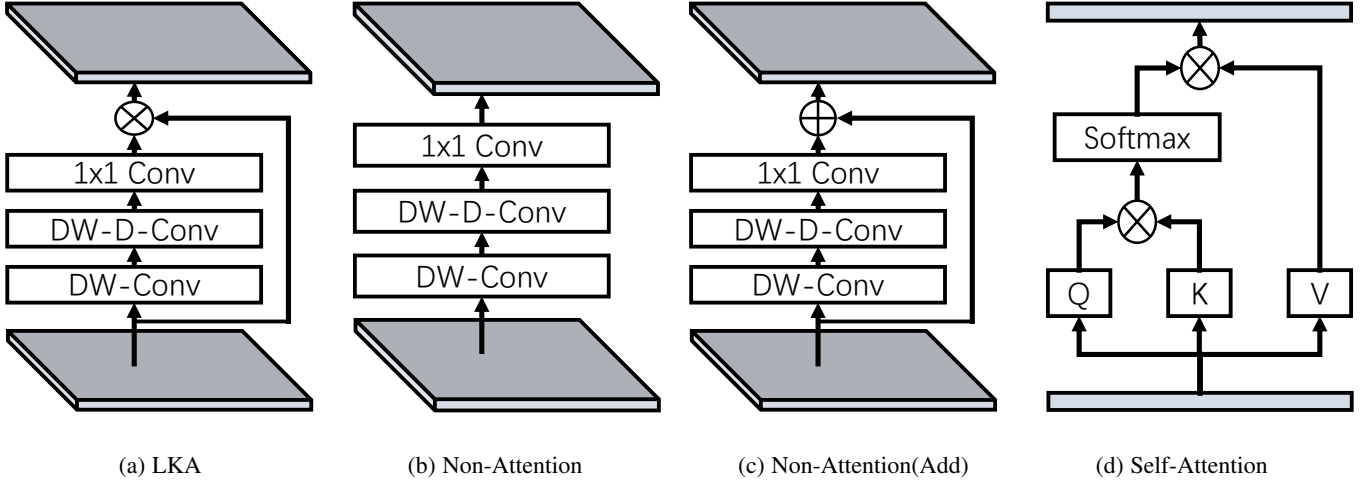 1x1 Conv
DW-D-Conv
DW-Conv
(a) LKA
1x1 Conv
DW-D-Conv
DW-Conv
(b) Non-Attention
1x1 Conv
DW-D-Conv
DW-Conv
(c) Non-Attention(Add)
Softmax
Q K V
(d) Self-Attention